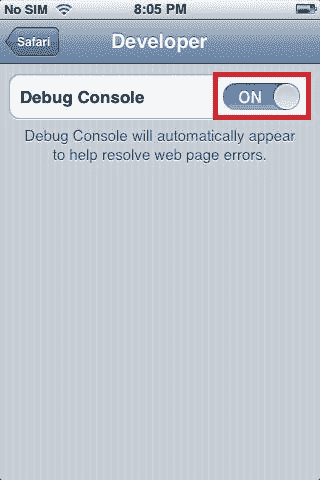 No SIM 8:05 PM
Safari Developer
Debug Console ON
Debug Console will automatically appear
to help resolve web page errors.